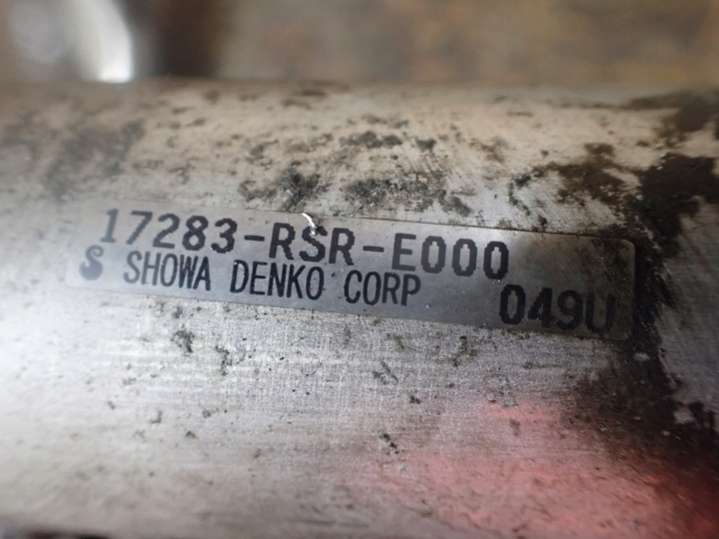 17283-RSR-E000
S SHOWA DENKO CORP 049U